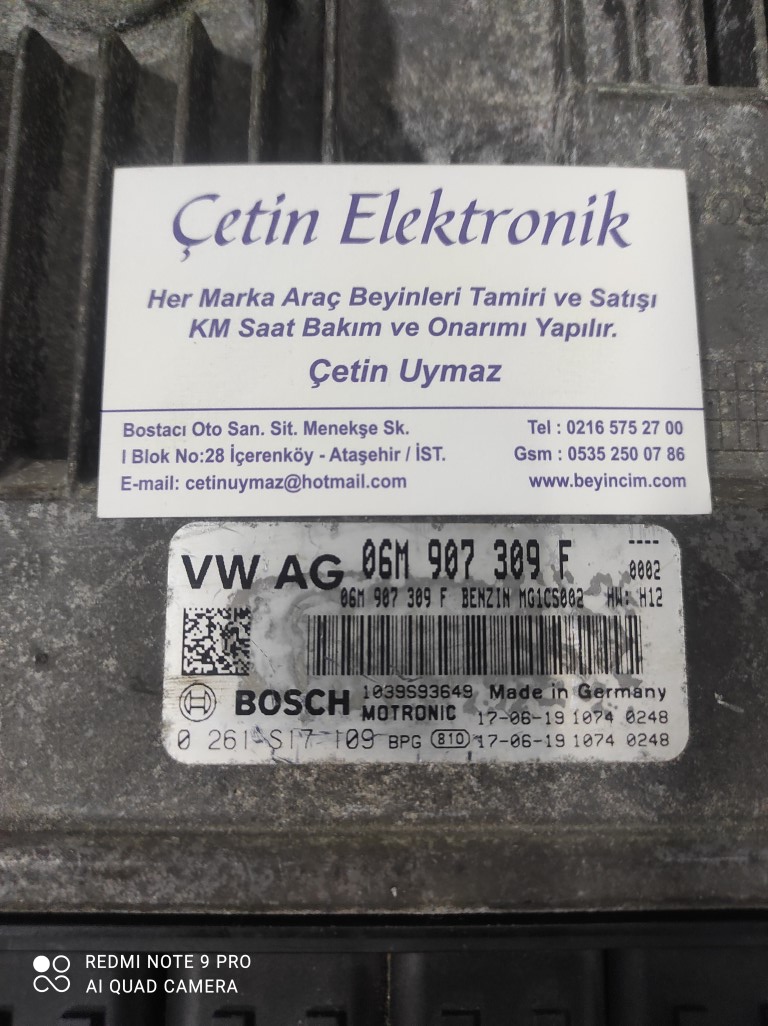 Çetin Elektronik
Her Marka Araç Beyinleri Tamiri ve Satışı
KM Saat Bakım ve Onarımı Yapılır.
Çetin Uymaz
Bostacı Oto San. Sit. Menekşe Sk.
I Blok No:28 İçerenköy - Ataşehir / İST.
E-mail: cetinuymaz@hotmail.com
Tel : 0216 575 27 00
Gsm : 0535 250 07 86
www.beyincim.com
VW AG 06M 907 309 F ----
0002
06M 907 309 F BENZIN MG1CS002 HW: H12
BOSCH 1039S93649 Made in Germany
MOTRONIC 17-06-19 1074 0248
0 261 S17 109 BPG 810 17-06-19 1074 0248
REDMI NOTE 9 PRO
AI QUAD CAMERA